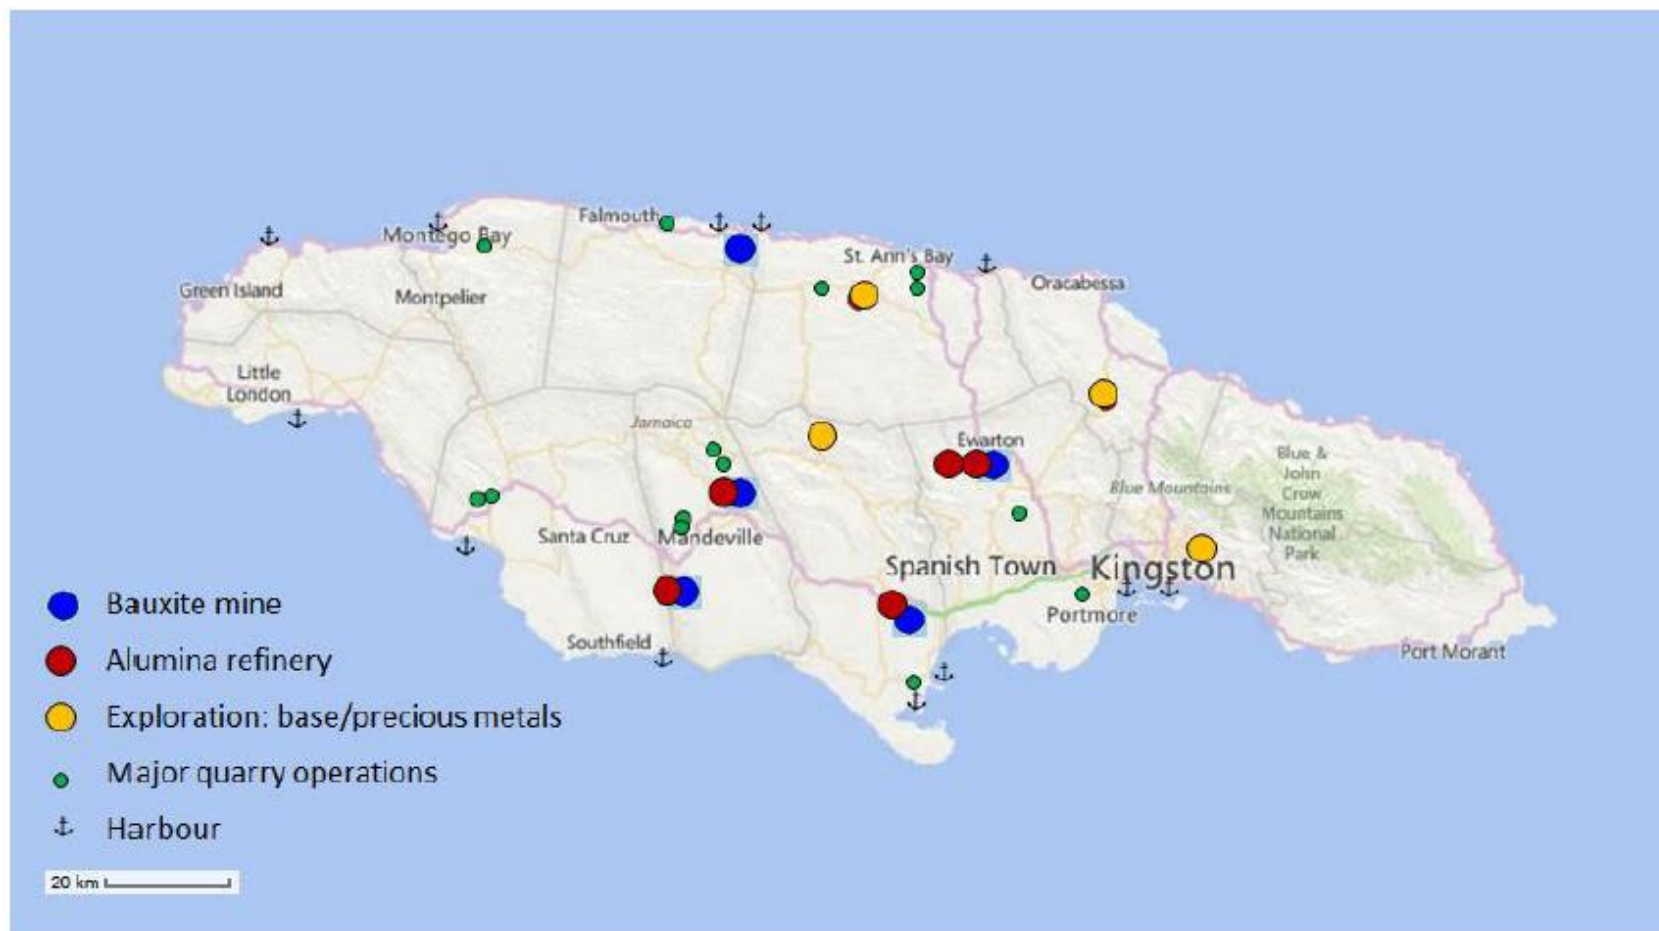 Falmouth
Montego Bay
St. Ann's Bay
Green Island
Montpelier
Oracabessa
Little
London
Jamaica
Ewarton
Blue &
John
Crow
Mountains
National
Park
Blue Mountains
Santa Cruz
Mandeville
Spanish Town
Kingston
Portmore
Southfield
Port Morant
Bauxite mine
Alumina refinery
Exploration: base/precious metals
Major quarry operations
Harbour
20 km